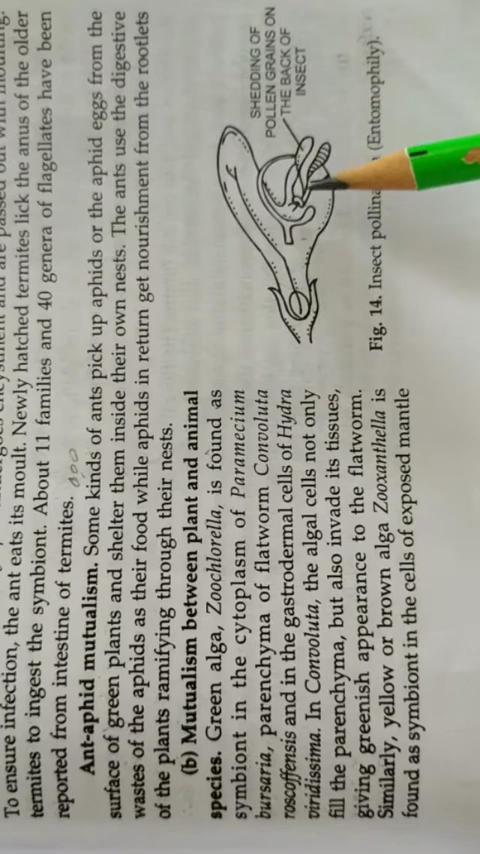 To ensure infection, the ant eats its moult. Newly hatched termites lick the anus of the older
termites to ingest the symbiont. About 11 families and 40 genera of flagellates have been
reported from intestine of termites.
Ant-aphid mutualism. Some kinds of ants pick up aphids or the aphid eggs from the
surface of green plants and shelter them inside their own nests. The ants use the digestive
wastes of the aphids as their food while aphids in return get nourishment from the rootlets
of the plants ramifying through their nests.
(b) Mutualism between plant and animal
species. Green alga, Zoochlorella, is found as
symbiont in the cytoplasm of Paramecium
bursaria, parenchyma of flatworm Convoluta
roscoffensis and in the gastrodermal cells of Hydra
viridissima. In Convoluta, the algal cells not only
fill the parenchyma, but also invade its tissues,
giving greenish appearance to the flatworm.
Similarly, yellow or brown alga Zooxanthella is
found as symbiont in the cells of exposed mantle
SHEDDING OF
POLLEN GRAINS ON
THE BACK OF
INSECT
Fig. 14. Insect (Entomophily).